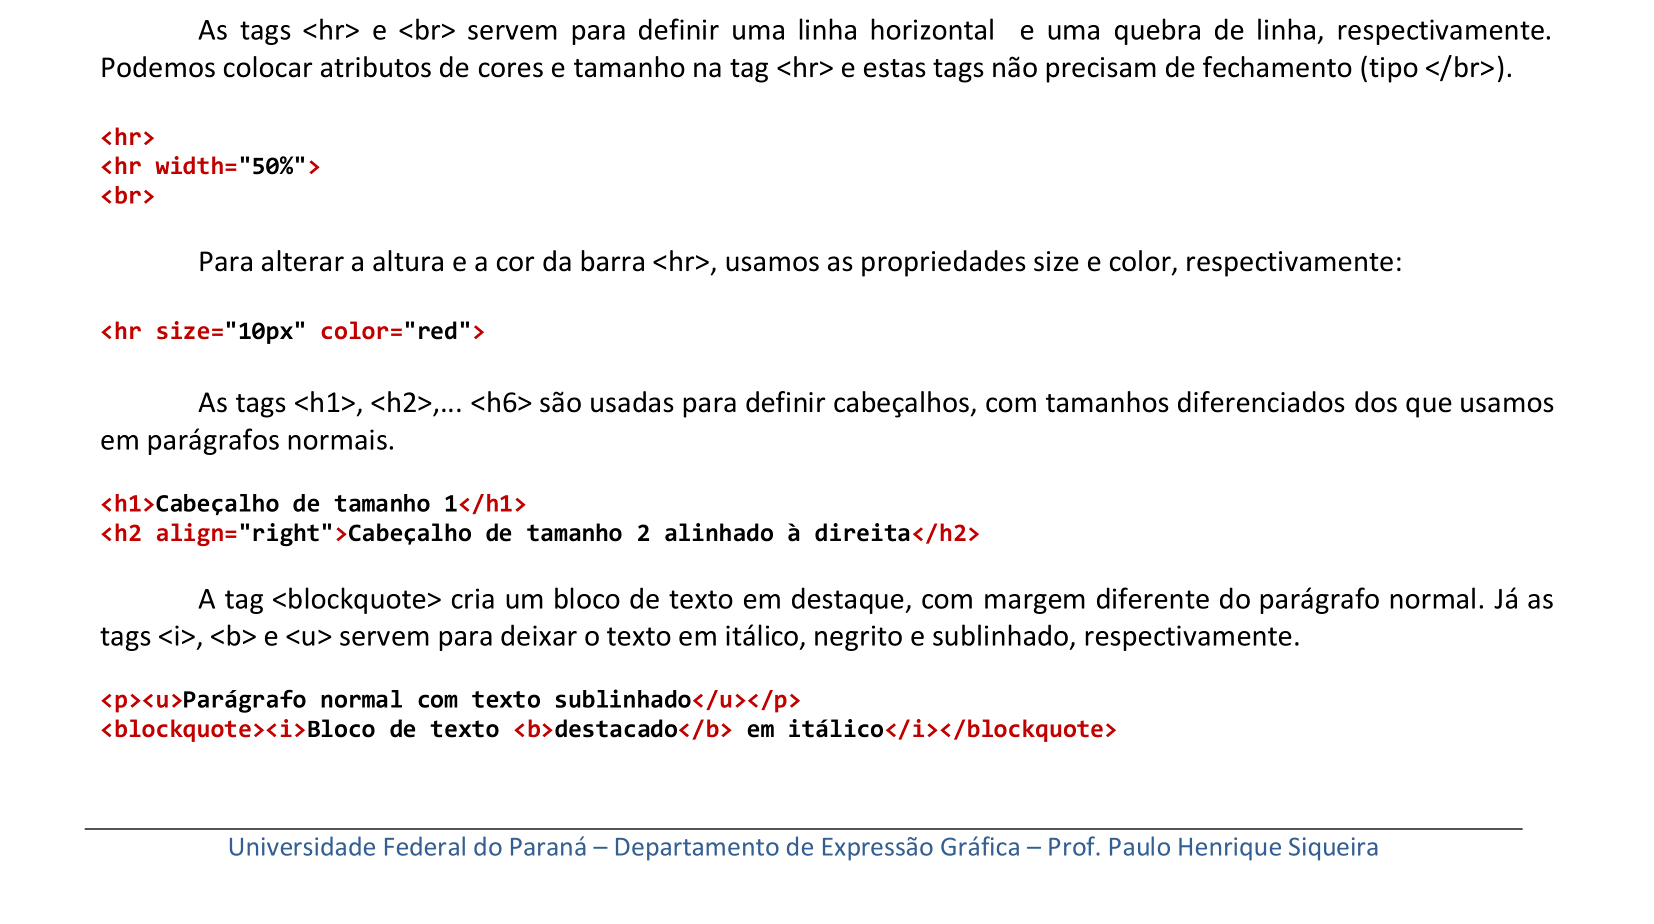 As tags <hr> e <br> servem para definir uma linha horizontal e uma quebra de linha, respectivamente.
Podemos colocar atributos de cores e tamanho na tag <hr> e estas tags não precisam de fechamento (tipo </br>).
<hr>
<hr width="50%">
<br>
Para alterar a altura e a cor da barra <hr>, usamos as propriedades size e color, respectivamente:
<hr size="10px" color="red">
As tags <h1>, <h2>,... <h6> são usadas para definir cabeçalhos, com tamanhos diferenciados dos que usamos
em parágrafos normais.
<h1>Cabeçalho de tamanho 1</h1>
<h2 align="right">Cabeçalho de tamanho 2 alinhado à direita</h2>
A tag <blockquote> cria um bloco de texto em destaque, com margem diferente do parágrafo normal. Já as
tags <i>, <b> e <u> servem para deixar o texto em itálico, negrito e sublinhado, respectivamente.
<p><u>Parágrafo normal com texto sublinhado</u></p>
<blockquote><i>Bloco de texto <b>destacado</b> em itálico</i></blockquote>
Universidade Federal do Paraná – Departamento de Expressão Gráfica – Prof. Paulo Henrique Siqueira